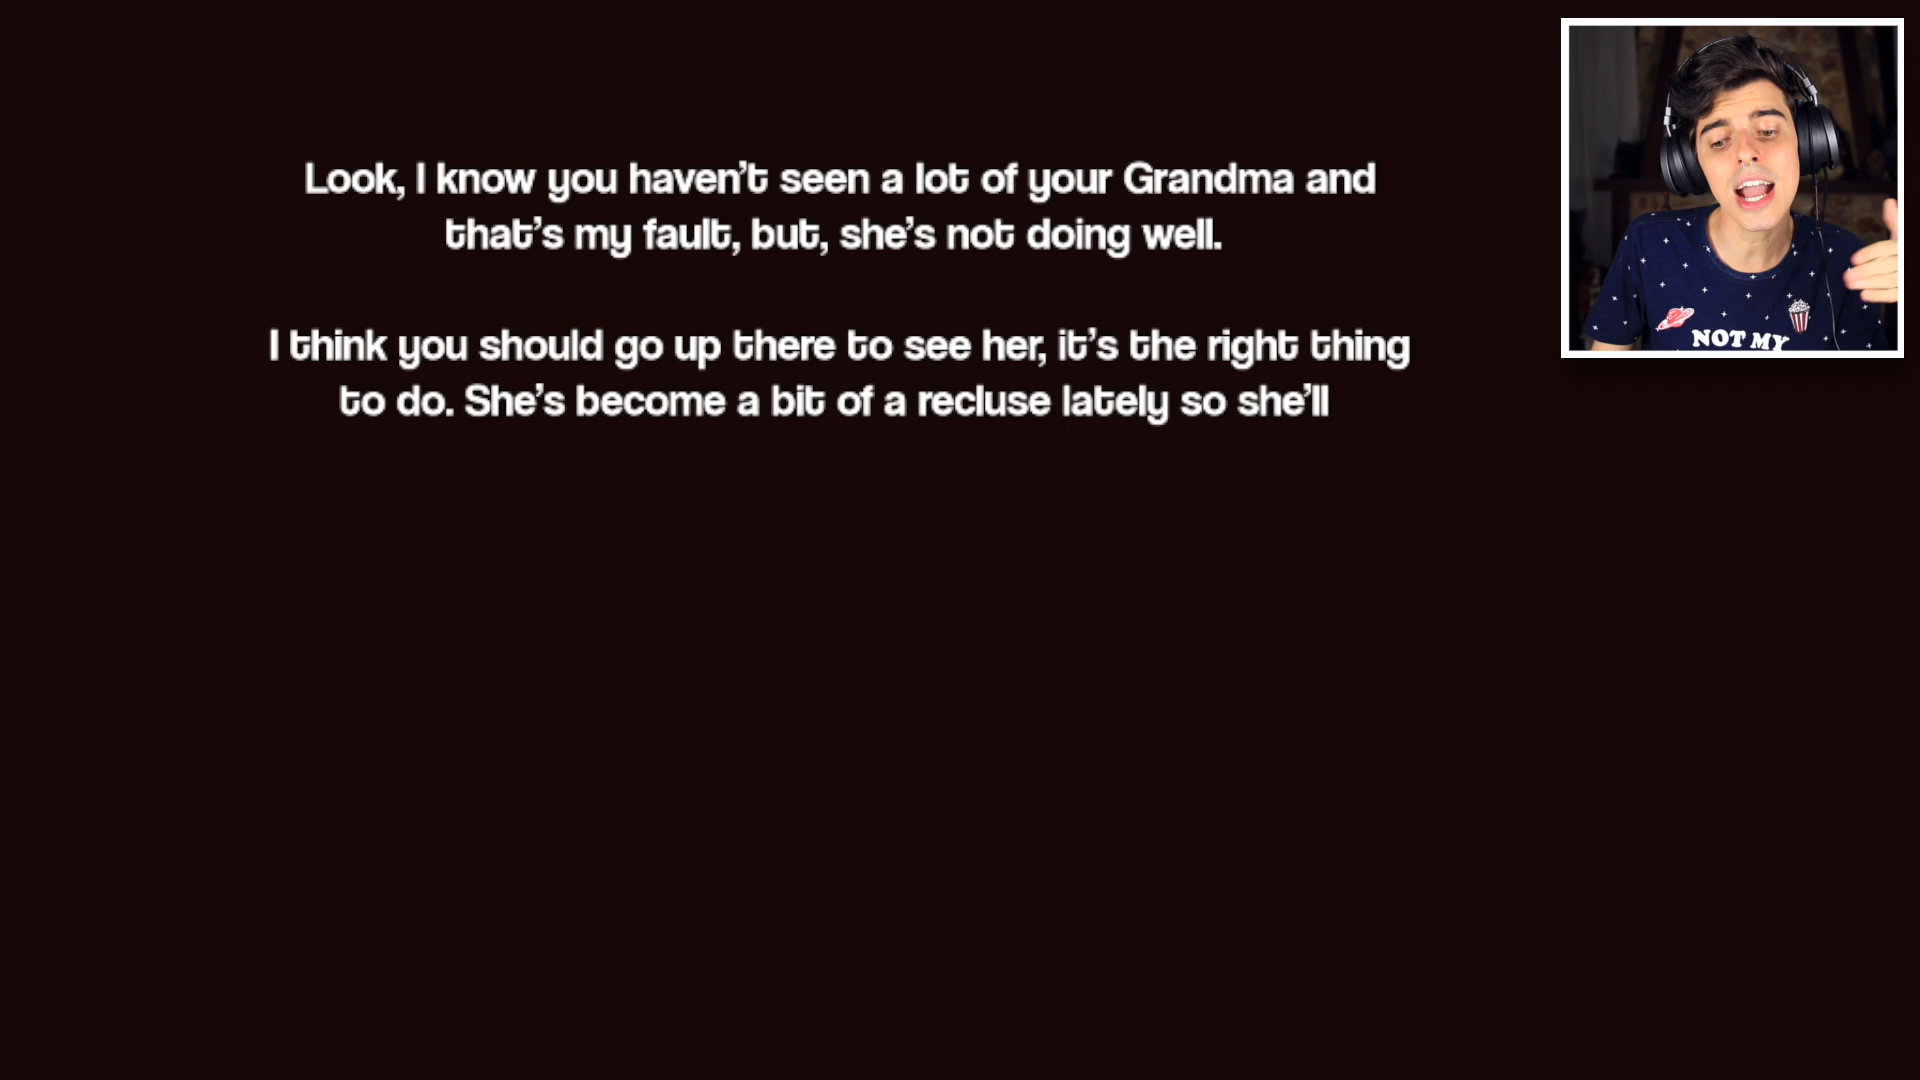 Look, I know you haven't seen a lot of your Grandma and
that's my fault, but, she's not doing well.
I think you should go up there to see her, it's the right thing
to do. She's become a bit of a recluse lately so she'll
NOT MY